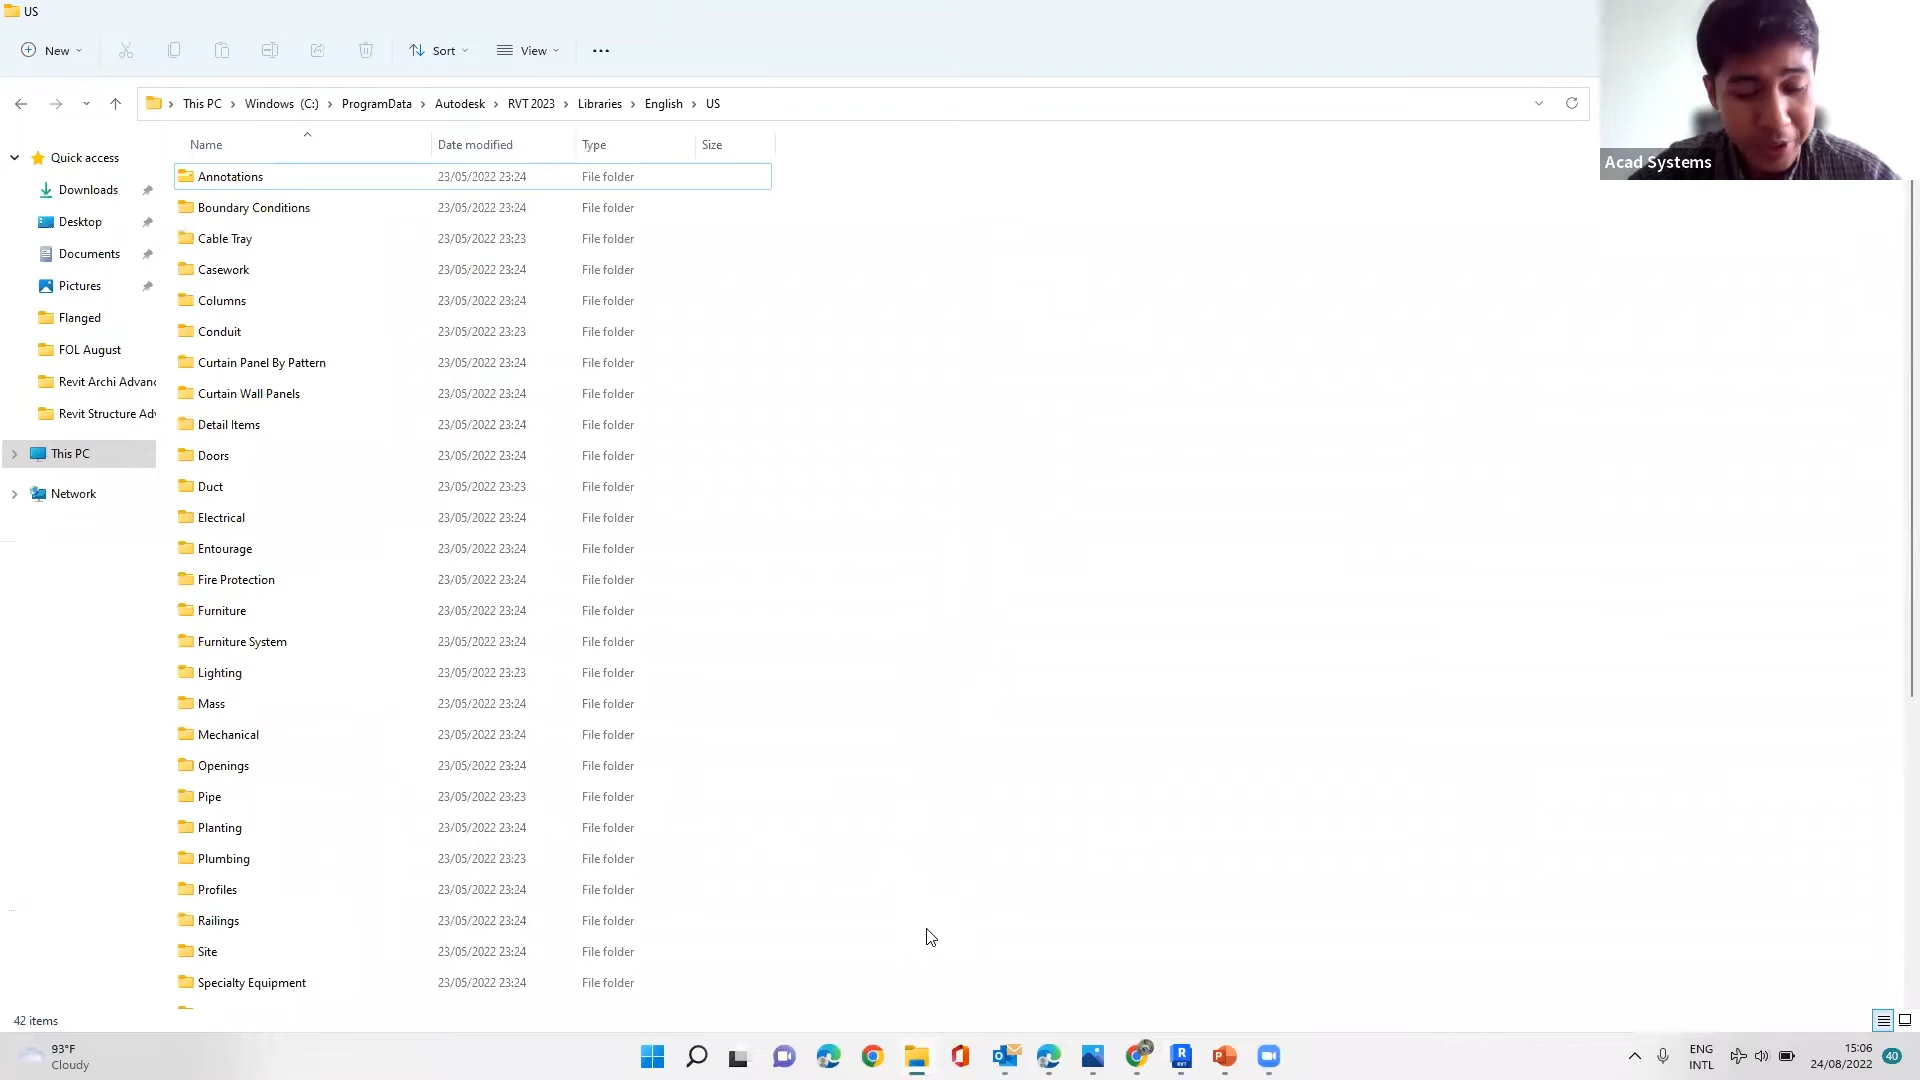 US
New
Sort
View
This PC > Windows (C:) > ProgramData > Autodesk > RVT 2023 > Libraries > English > US
Acad Systems
Name Date modified Type Size
Quick access
Downloads
Desktop
Documents
Pictures
Flanged
FOL August
Revit Archi Advanc
Revit Structure Adv
This PC
Network
Annotations 23/05/2022 23:24 File folder
Boundary Conditions 23/05/2022 23:24 File folder
Cable Tray 23/05/2022 23:23 File folder
Casework 23/05/2022 23:24 File folder
Columns 23/05/2022 23:24 File folder
Conduit 23/05/2022 23:23 File folder
Curtain Panel By Pattern 23/05/2022 23:24 File folder
Curtain Wall Panels 23/05/2022 23:24 File folder
Detail Items 23/05/2022 23:24 File folder
Doors 23/05/2022 23:24 File folder
Duct 23/05/2022 23:23 File folder
Electrical 23/05/2022 23:24 File folder
Entourage 23/05/2022 23:24 File folder
Fire Protection 23/05/2022 23:24 File folder
Furniture 23/05/2022 23:24 File folder
Furniture System 23/05/2022 23:24 File folder
Lighting 23/05/2022 23:23 File folder
Mass 23/05/2022 23:24 File folder
Mechanical 23/05/2022 23:24 File folder
Openings 23/05/2022 23:24 File folder
Pipe 23/05/2022 23:23 File folder
Planting 23/05/2022 23:24 File folder
Plumbing 23/05/2022 23:23 File folder
Profiles 23/05/2022 23:24 File folder
Railings 23/05/2022 23:24 File folder
Site 23/05/2022 23:24 File folder
Specialty Equipment 23/05/2022 23:24 File folder
42 items
93°F
Cloudy
ENG
INTL
15:06
24/08/2022
40